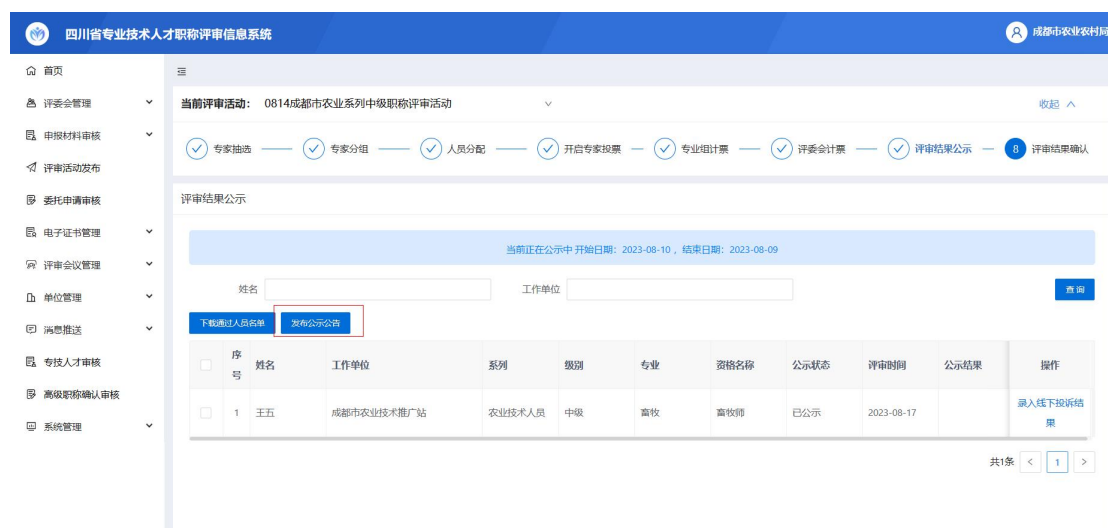 四川省专业技术人才职称评审信息系统
成都市农业农村局
首页
评委会管理
申报材料审核
评审活动发布
委托申请审核
电子证书管理
评审会议管理
单位管理
消息推送
专技人才审核
高级职称确认审核
系统管理
当前评审活动: 0814成都市农业系列中级职称评审活动
收起
专家抽选 专家分组 人员分配 开启专家投票 专业组计票 评委会计票 评审结果公示 8 评审结果确认
评审结果公示
当前正在公示中 开始日期: 2023-08-10 , 结束日期: 2023-08-09
姓名 工作单位 查询
下载通过人员名单 发布公示公告
序号 姓名 工作单位 系列 级别 专业 资格名称 公示状态 评审时间 公示结果 操作
1 王五 成都市农业技术推广站 农业技术人员 中级 畜牧 畜牧师 已公示 2023-08-17 录入线下投诉结果
共1条 < 1 >